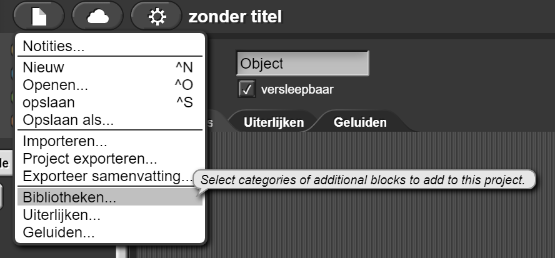 zonder titel
Notities...
Nieuw ^N
Openen... ^O
opslaan ^S
Opslaan als...
Importeren...
Project exporteren...
Exporteer samenvatting...
Bibliotheken...
Uiterlijken...
Geluiden...
Select categories of additional blocks to add to this project.
Object
versleepbaar
Uiterlijken Geluiden